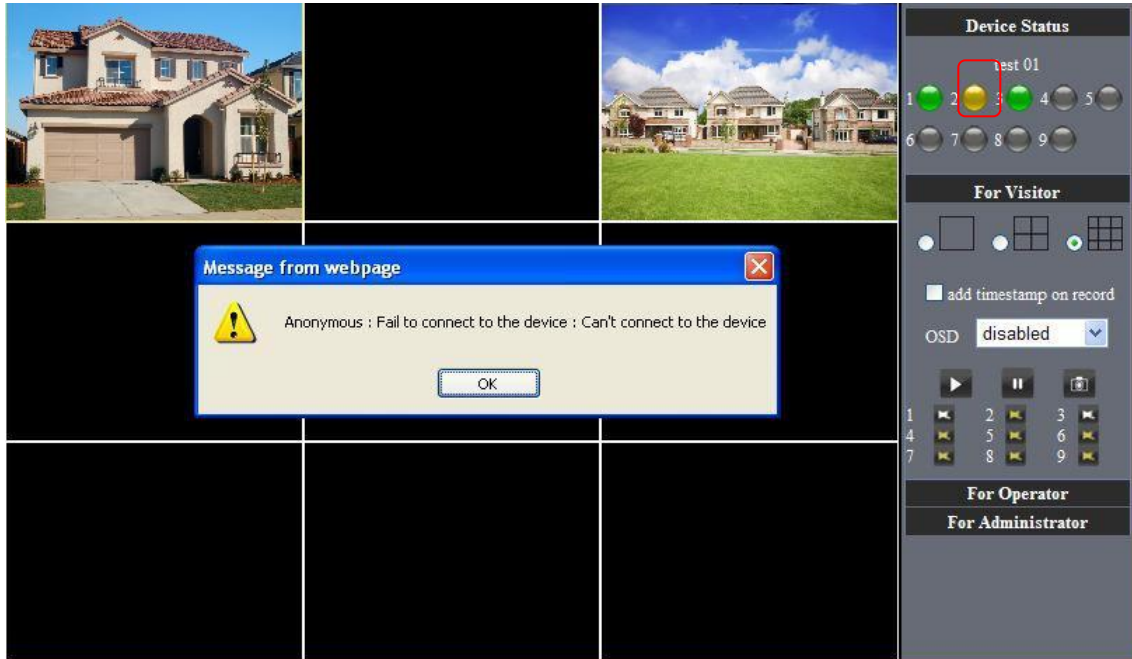 Device Status
test 01
1 2 3 4 5
6 7 8 9
For Visitor
add timestamp on record
OSD disabled
1 2 3
4 5 6
7 8 9
For Operator
For Administrator
Message from webpage
Anonymous : Fail to connect to the device : Can't connect to the device
OK